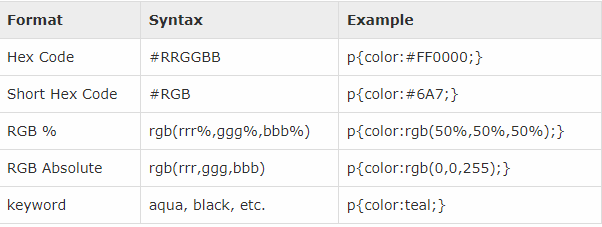 Format Syntax Example
Hex Code #RRGGBB p{color:#FF0000;}
Short Hex Code #RGB p{color:#6A7;}
RGB % rgb(rrr%,ggg%,bbb%) p{color:rgb(50%,50%,50%);}
RGB Absolute rgb(rrr,ggg,bbb) p{color:rgb(0,0,255);}
keyword aqua, black, etc. p{color:teal;}